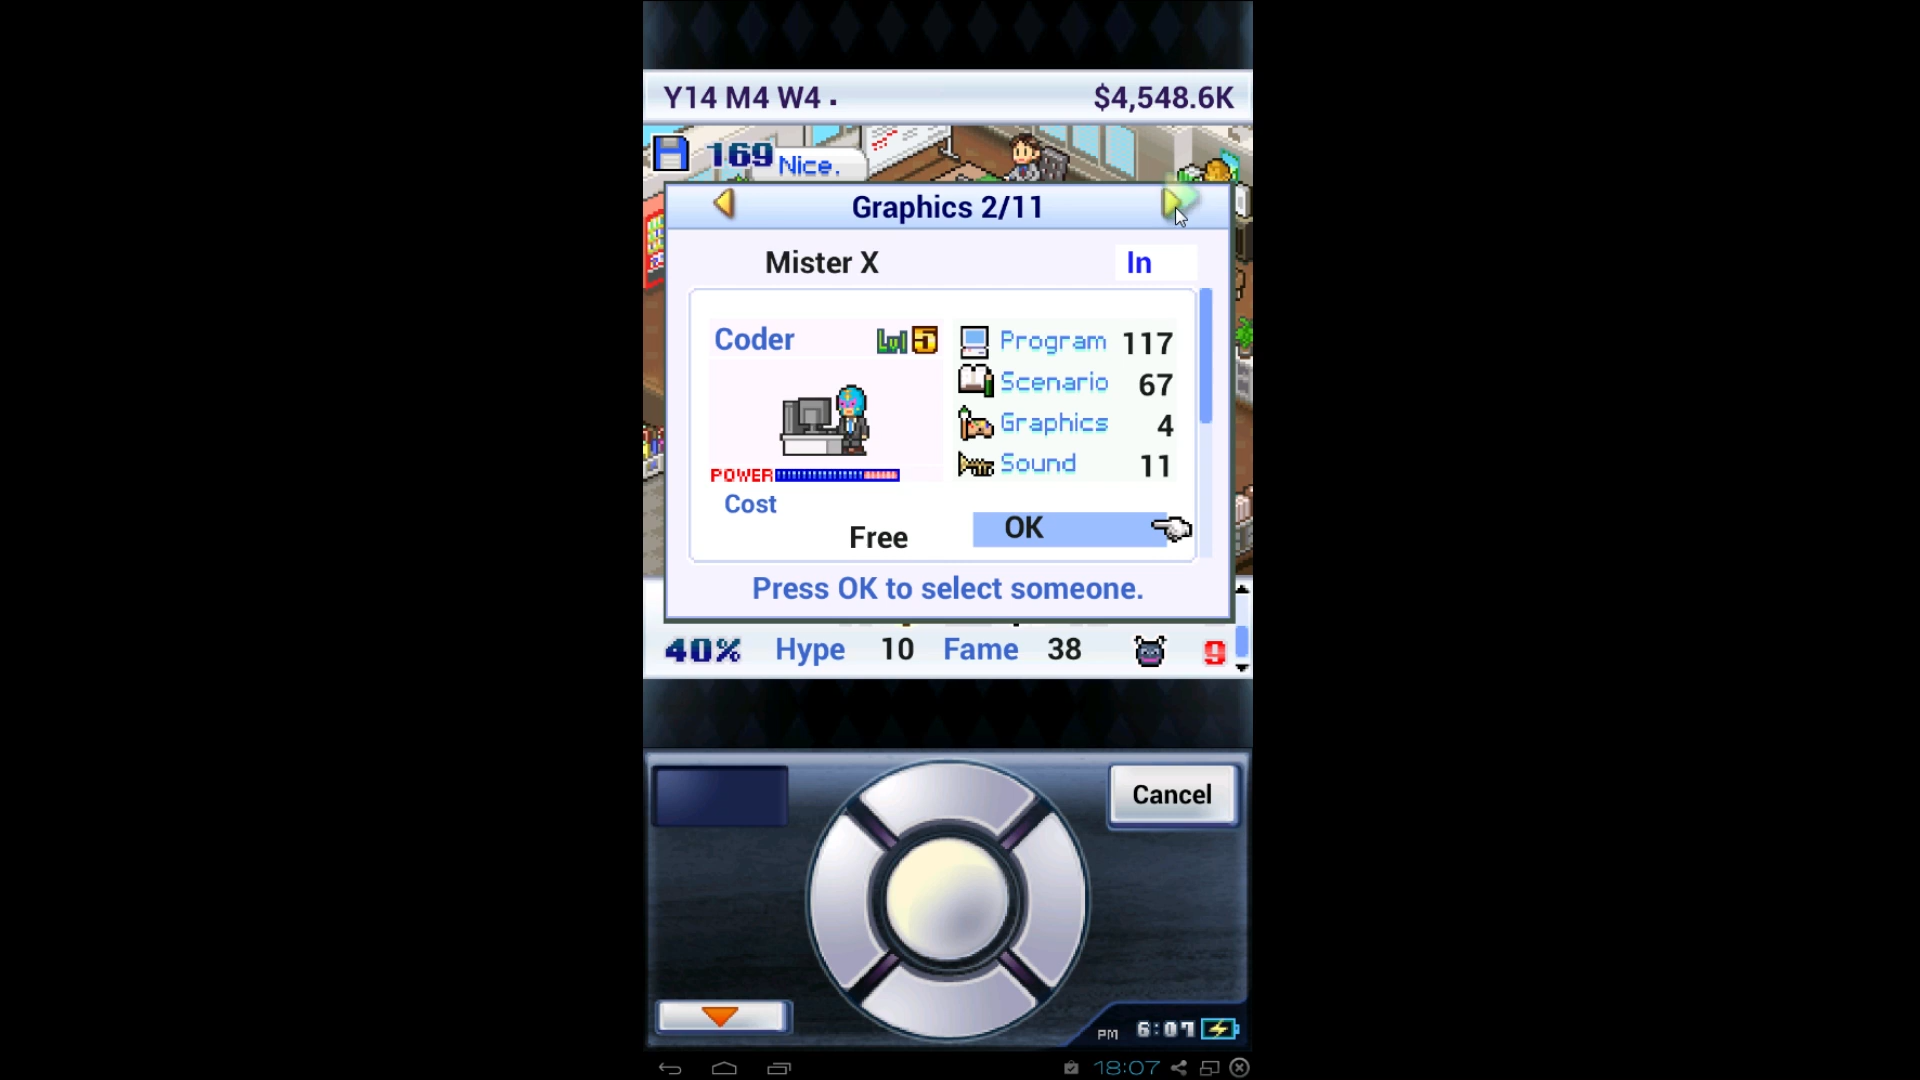 Y14 M4 W4 . $4,548.6K
169 Nice.
Graphics 2/11
Mister X In
Coder Lvl 5
Program 117
Scenario 67
Graphics 4
Sound 11
POWER
Cost
Free OK
Press OK to select someone.
40% Hype 10 Fame 38 9
Cancel
PM 6:07
18:07